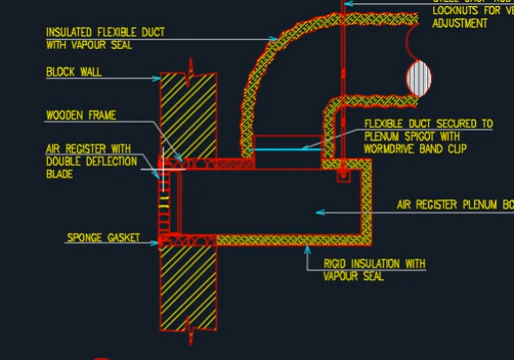 LOCKNUTS FOR
ADJUSTMENT
INSULATED FLEXIBLE DUCT
WITH VAPOUR SEAL
BLOCK WALL
WOODEN FRAME
AIR REGISTER WITH
DOUBLE DEFLECTION
BLADE
FLEXIBLE DUCT SECURED TO
PLENUM SPIGOT WITH
WORMDRIVE BAND CLIP
AIR REGISTER PLENUM
SPONGE GASKET
RIGID INSULATION WITH
VAPOUR SEAL